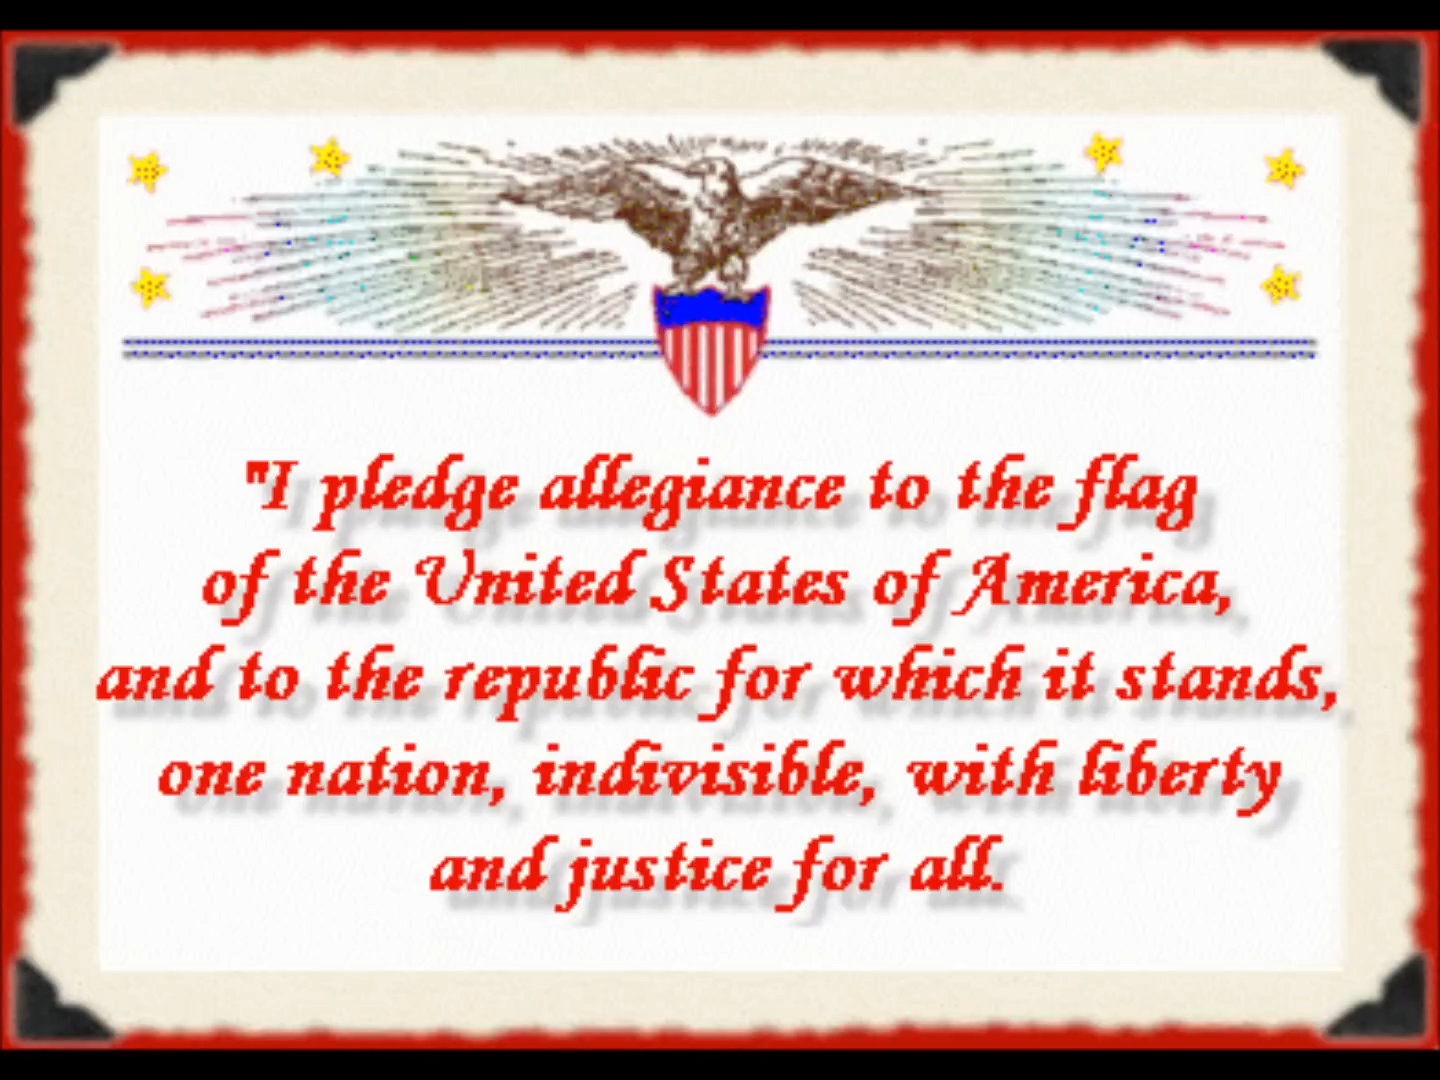 "I pledge allegiance to the flag
of the United States of America,
and to the republic for which it stands,
one nation, indivisible, with liberty
and justice for all.